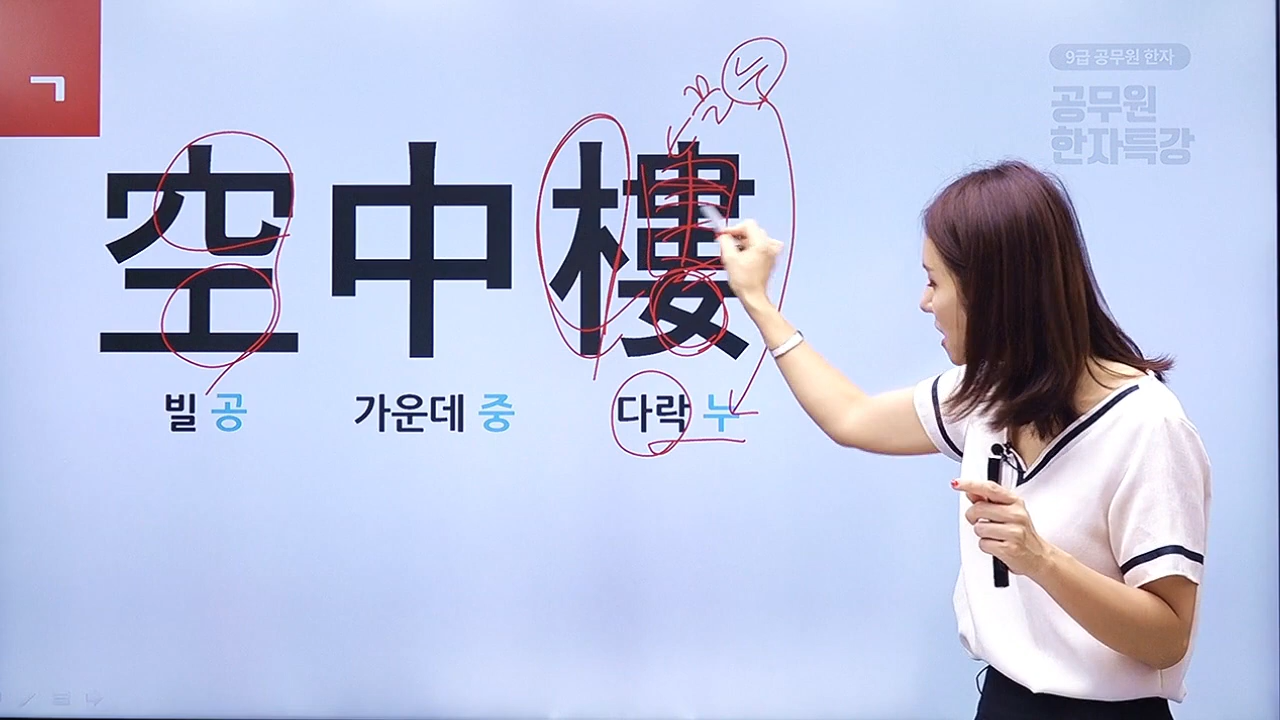 ㄱ
9급 공무원 한자
공무원
한자특강
끌 누
空中樓
빌 공
가운데 중
다락 누